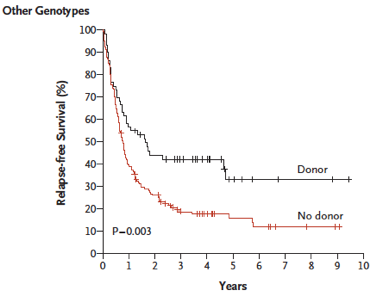 Other Genotypes
100
90
80
70
60
50
40
30
20
10
0
Relapse-free Survival (%)
Donor
No donor
P=0.003
0 1 2 3 4 5 6 7 8 9 10
Years